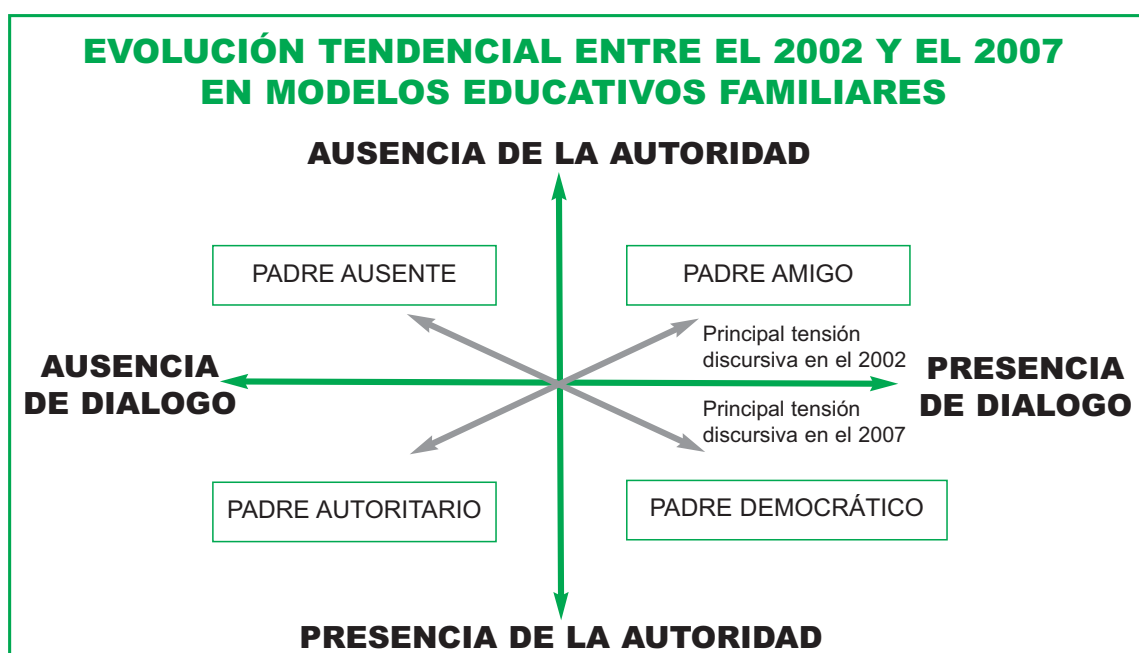 EVOLUCIÓN TENDENCIAL ENTRE EL 2002 Y EL 2007
EN MODELOS EDUCATIVOS FAMILIARES
AUSENCIA DE LA AUTORIDAD
PADRE AUSENTE
PADRE AMIGO
Principal tensión
discursiva en el 2002
AUSENCIA
DE DIALOGO
PRESENCIA
DE DIALOGO
Principal tensión
discursiva en el 2007
PADRE AUTORITARIO
PADRE DEMOCRÁTICO
PRESENCIA DE LA AUTORIDAD